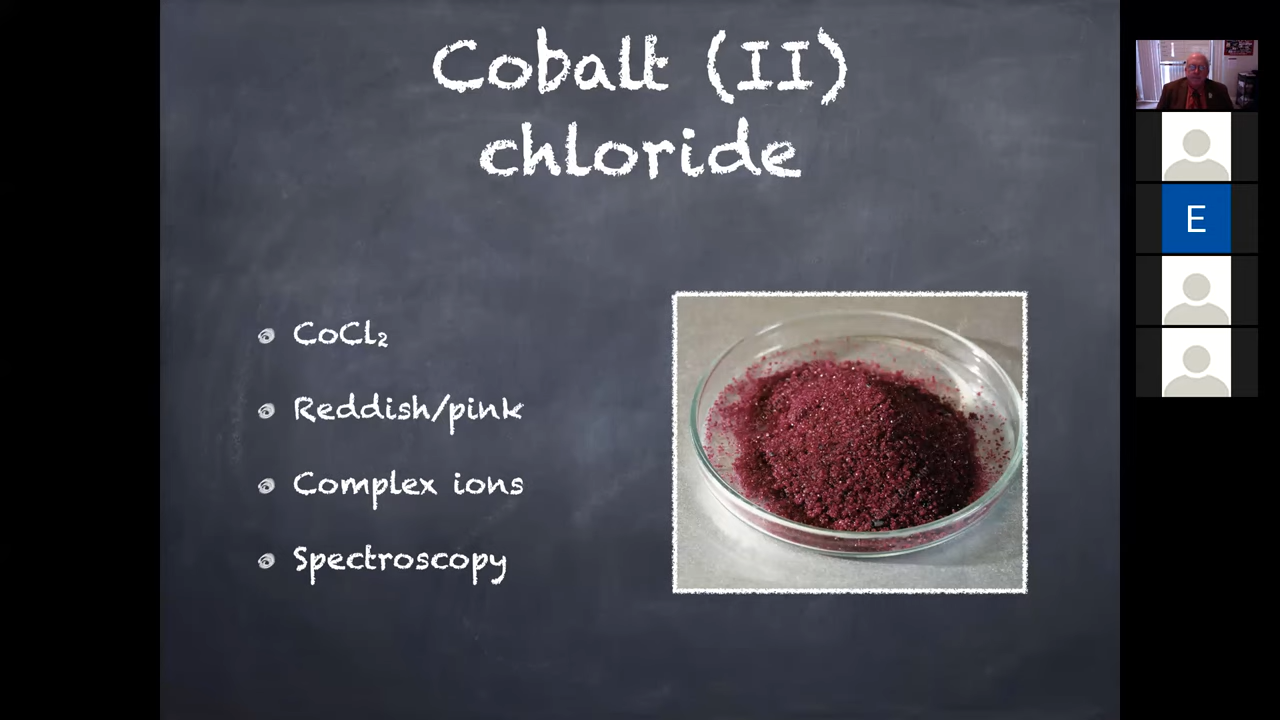 Cobalt (II)
chloride
CoCl₂
Reddish/pink
Complex ions
Spectroscopy
E